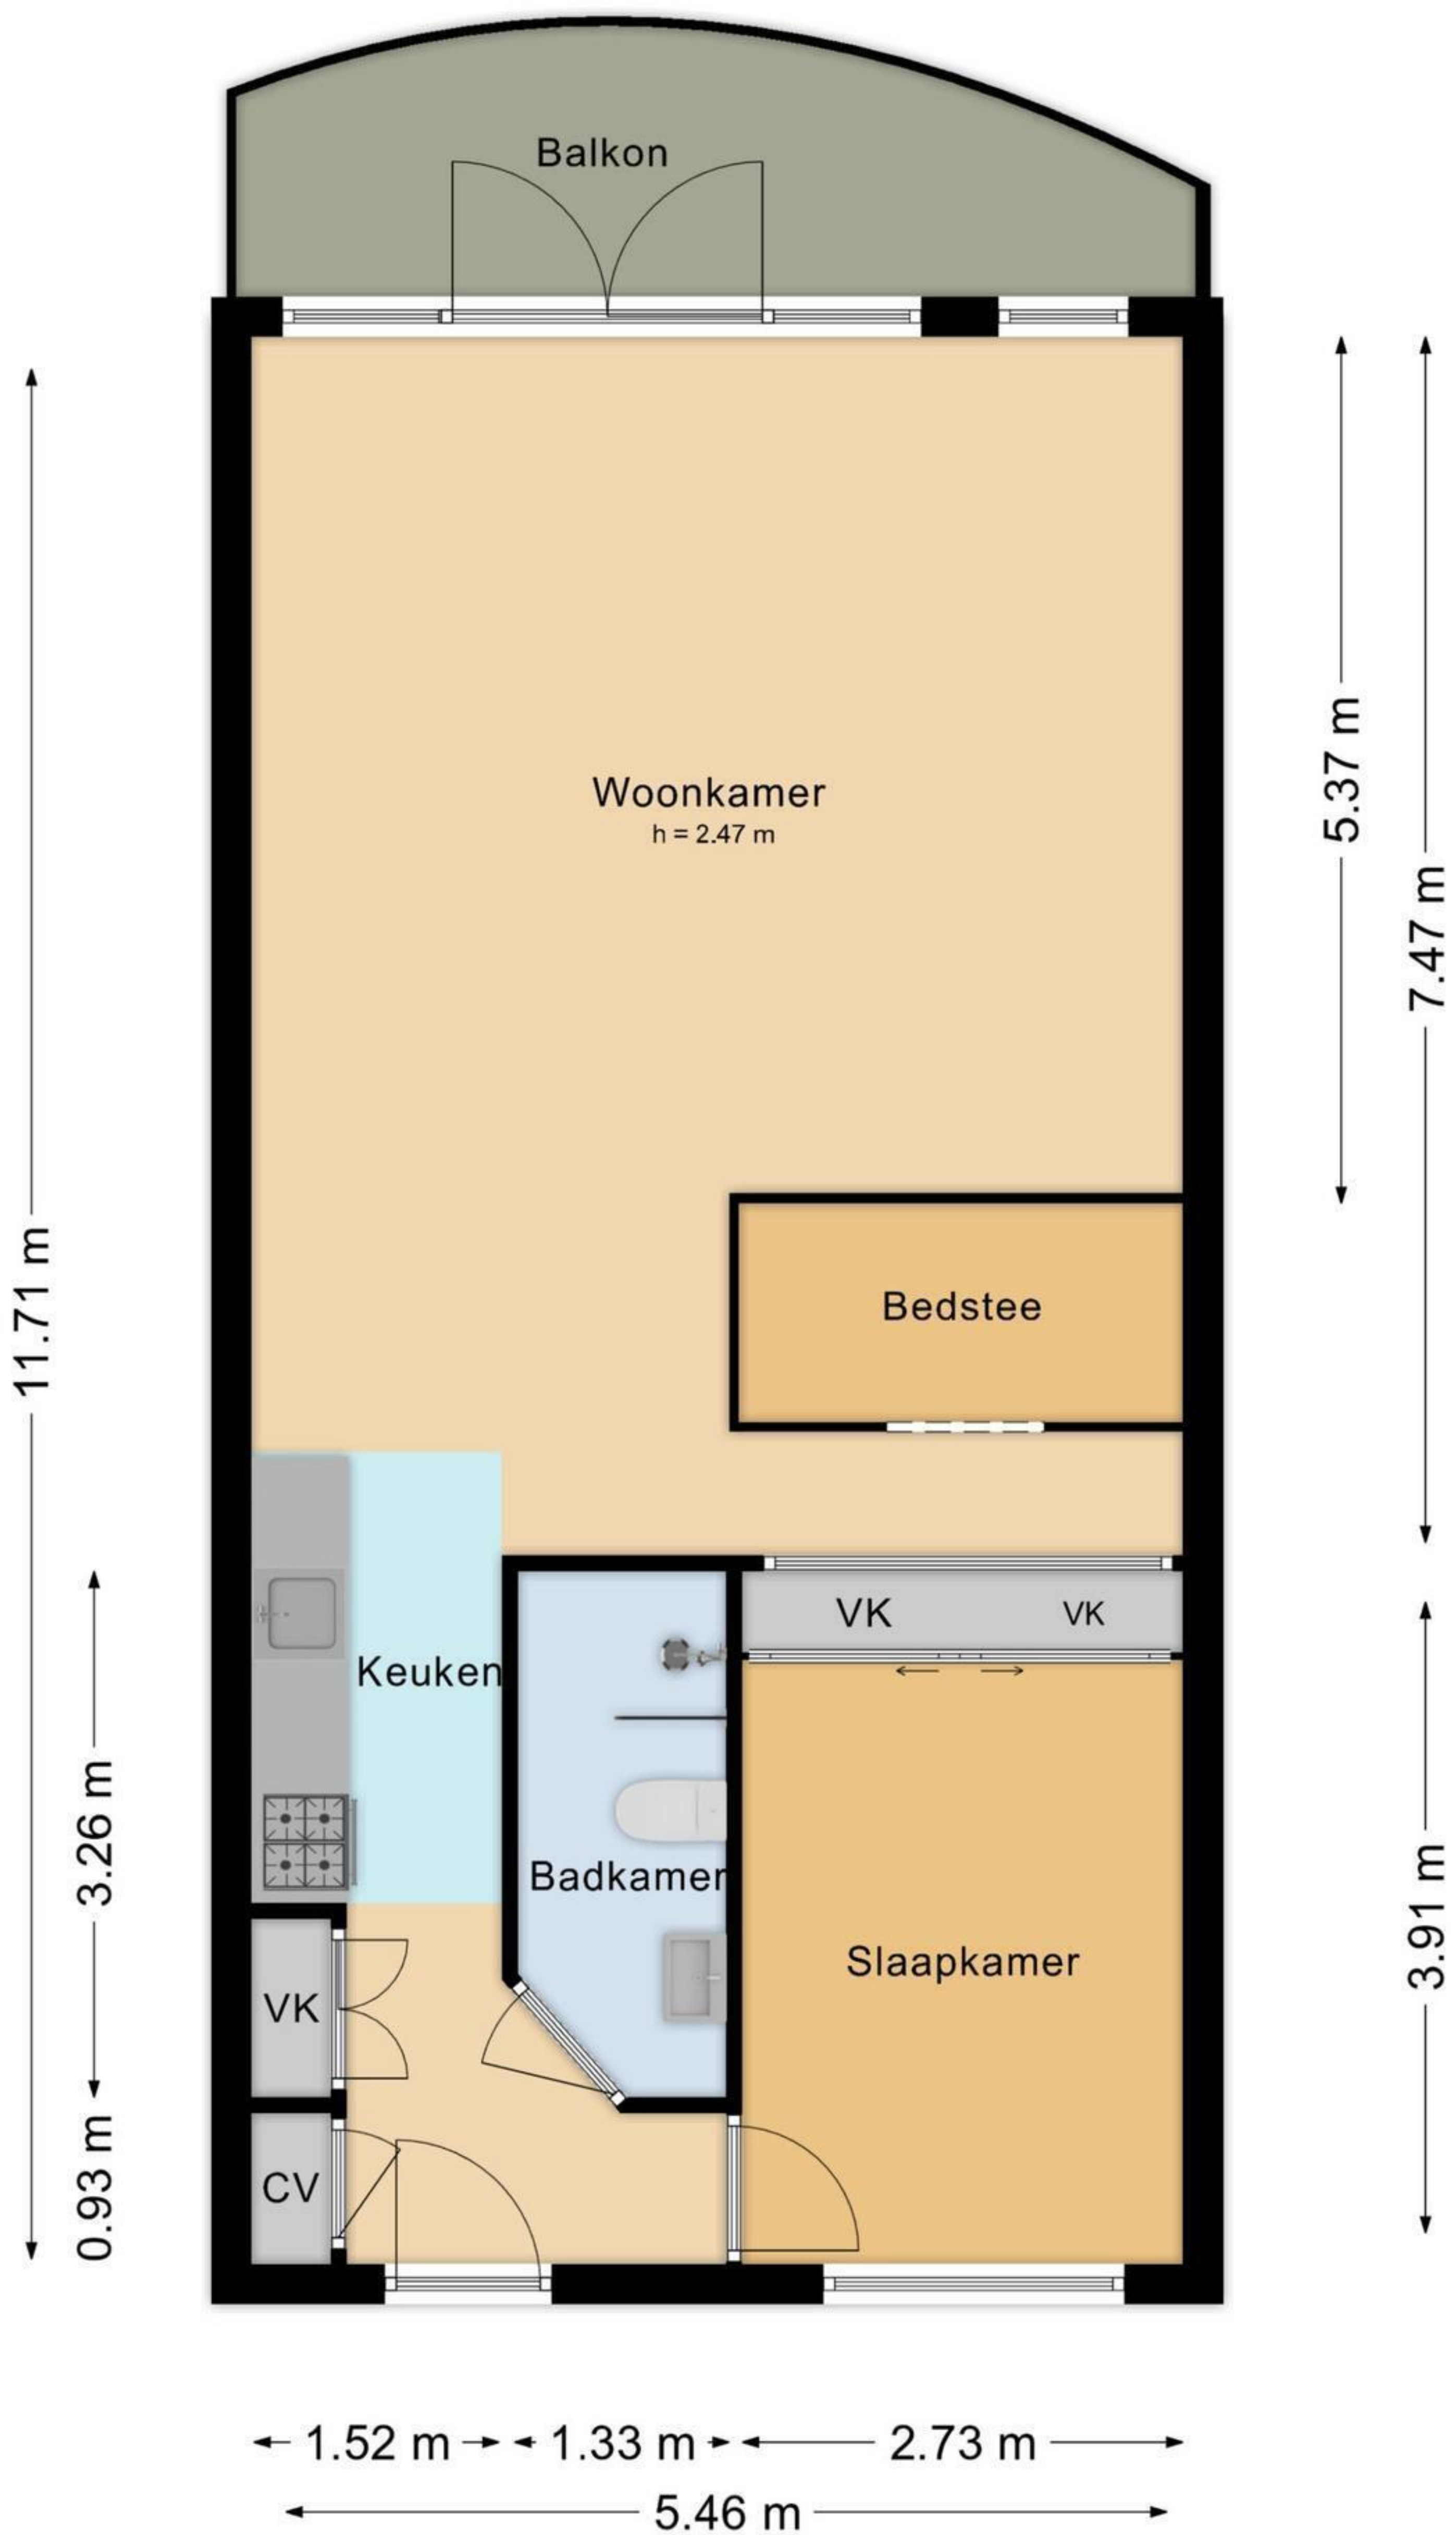 Balkon
Woonkamer
h = 2.47 m
5.37 m
7.47 m
11.71 m
Bedstee
VK
VK
Keuken
3.26 m
Badkamer
Slaapkamer
3.91 m
VK
0.93 m
CV
1.52 m
1.33 m
2.73 m
5.46 m